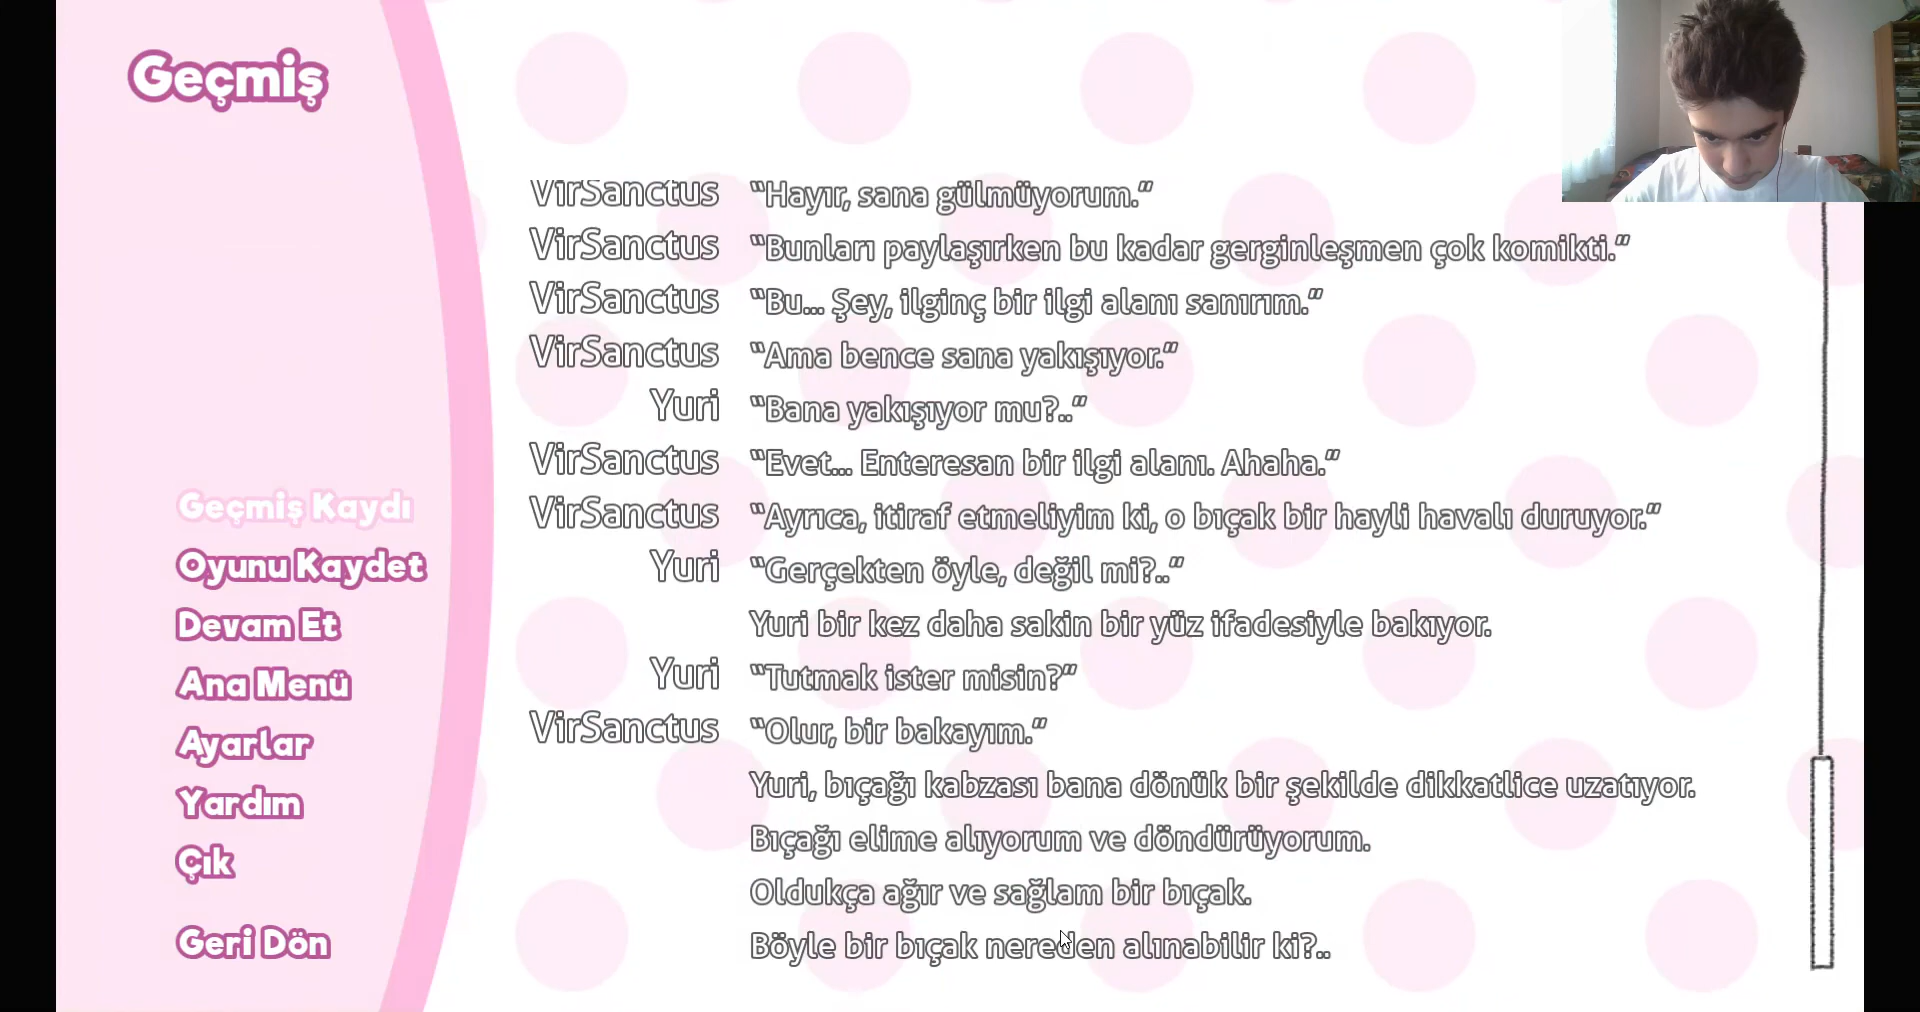 Geçmiş
VirSanctus "Hayır, sana gülmüyorum."
VirSanctus "Bunları paylaşırken bu kadar gerginleşmen çok komikti."
VirSanctus "Bu... Şey, ilginç bir ilgi alanı sanırım."
VirSanctus "Ama bence sana yakışıyor."
Yuri "Bana yakışıyor mu?.."
VirSanctus "Evet... Enteresan bir ilgi alanı. Ahaha."
VirSanctus "Ayrıca, itiraf etmeliyim ki, o bıçak bir hayli havalı duruyor."
Yuri "Gerçekten öyle, değil mi?.."
Yuri bir kez daha sakin bir yüz ifadesiyle bakıyor.
Yuri "Tutmak ister misin?"
VirSanctus "Olur, bir bakayım."
Yuri, bıçağı kabzası bana dönük bir şekilde dikkatlice uzatıyor.
Bıçağı elime alıyorum ve döndürüyorum.
Oldukça ağır ve sağlam bir bıçak.
Böyle bir bıçak nereden alınabilir ki?..
Geçmiş Kaydı
Oyunu Kaydet
Devam Et
Ana Menü
Ayarlar
Yardım
Çık
Geri Dön